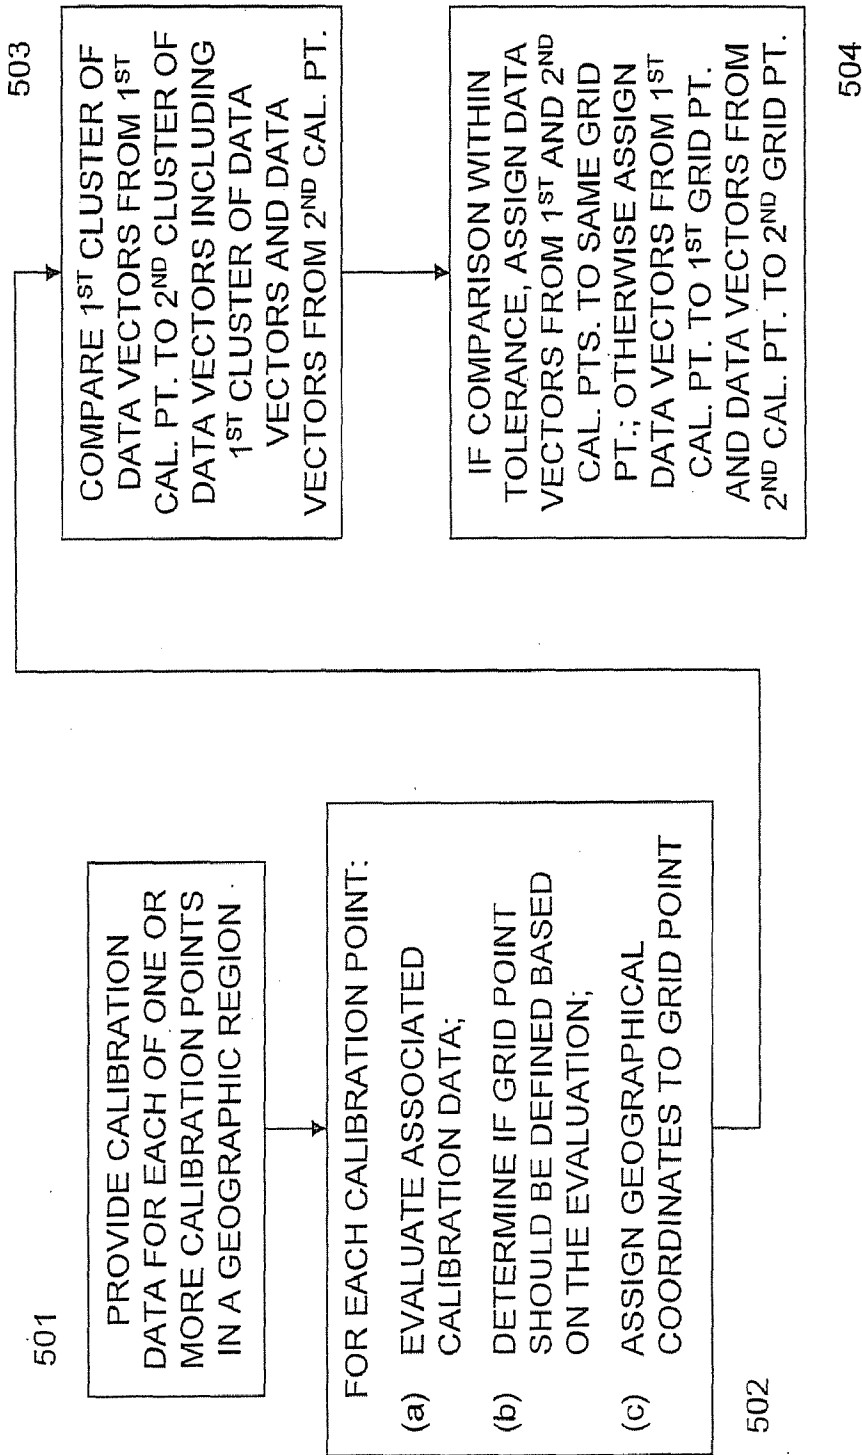 501
PROVIDE CALIBRATION
DATA FOR EACH OF ONE OR
MORE CALIBRATION POINTS
IN A GEOGRAPHIC REGION
FOR EACH CALIBRATION POINT:
(a) EVALUATE ASSOCIATED
CALIBRATION DATA;
(b) DETERMINE IF GRID POINT
SHOULD BE DEFINED BASED
ON THE EVALUATION;
(c) ASSIGN GEOGRAPHICAL
COORDINATES TO GRID POINT
502
503
COMPARE 1ST CLUSTER OF
DATA VECTORS FROM 1ST
CAL. PT. TO 2ND CLUSTER OF
DATA VECTORS INCLUDING
1ST CLUSTER OF DATA
VECTORS AND DATA
VECTORS FROM 2ND CAL. PT.
IF COMPARISON WITHIN
TOLERANCE, ASSIGN DATA
VECTORS FROM 1ST AND 2ND
CAL. PTS. TO SAME GRID
PT.; OTHERWISE ASSIGN
DATA VECTORS FROM 1ST
CAL. PT. TO 1ST GRID PT.
AND DATA VECTORS FROM
2ND CAL. PT. TO 2ND GRID PT.
504